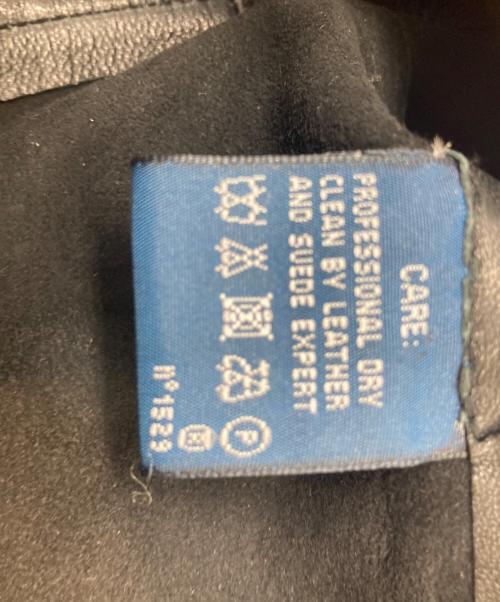 CARE:
PROFESSIONAL DRY
CLEAN BY LEATHER
AND SUEDE EXPERT
P
n°1529